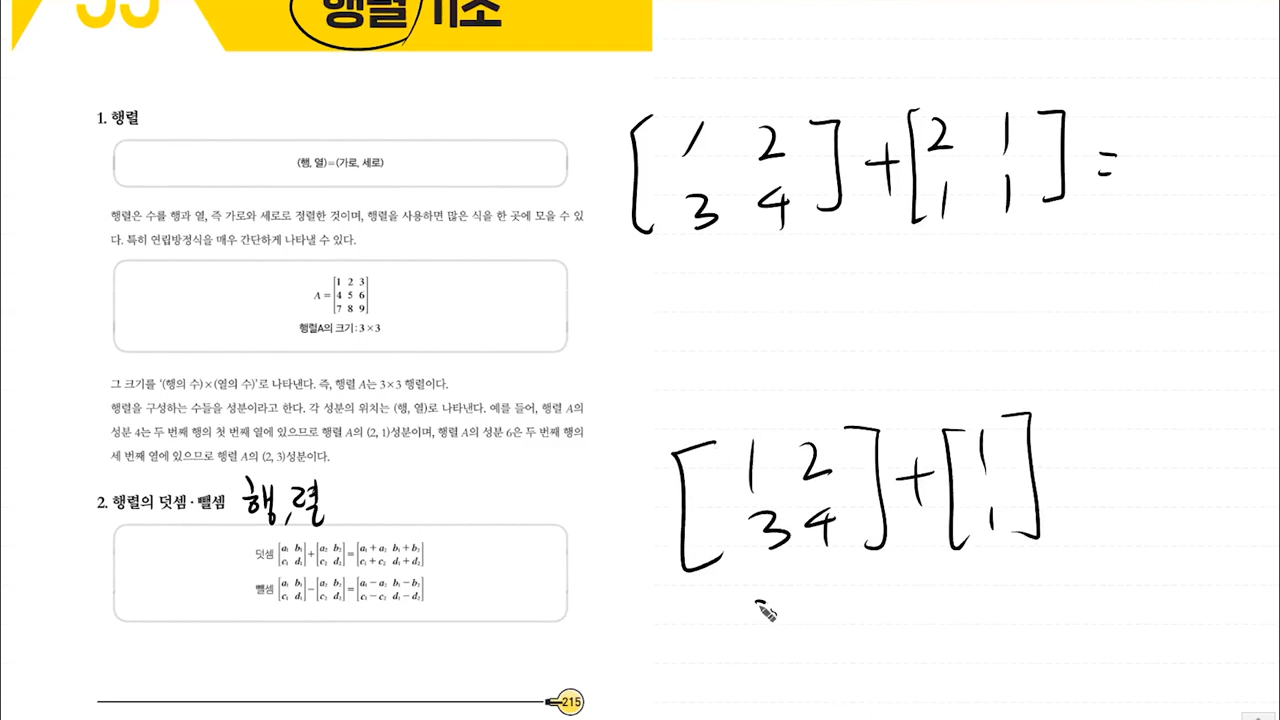 행렬 기초
1. 행렬
(행, 열)=(가로, 세로)
행렬은 수를 행과 열, 즉 가로와 세로로 정렬한 것이며, 행렬을 사용하면 많은 식을 한 곳에 모을 수 있
다. 특히 연립방정식을 매우 간단하게 나타낼 수 있다.
A = [1 2 3
4 5 6
7 8 9]
행렬A의 크기 : 3×3
그 크기를 '(행의 수)×(열의 수)'로 나타낸다. 즉, 행렬 A는 3×3 행렬이다.
행렬을 구성하는 수들을 성분이라고 한다. 각 성분의 위치는 (행, 열)로 나타낸다. 예를 들어, 행렬 A의
성분 4는 두 번째 행의 첫 번째 열에 있으므로 행렬 A의 (2, 1)성분이며, 행렬 A의 성분 6은 두 번째 행의
세 번째 열에 있으므로 행렬 A의 (2, 3)성분이다.
2. 행렬의 덧셈·뺄셈 행,렬
덧셈 [a₁ b₁ + [a₂ b₂ = [a₁+a₂ b₁+b₂
c₁ d₁] c₂ d₂] c₁+c₂ d₁+d₂]
뺄셈 [a₁ b₁ − [a₂ b₂ = [a₁−a₂ b₁−b₂
c₁ d₁] c₂ d₂] c₁−c₂ d₁−d₂]
215
[1 2 + [2 1 =
3 4] 1 1]
[1 2 + [1
3 4] 1]